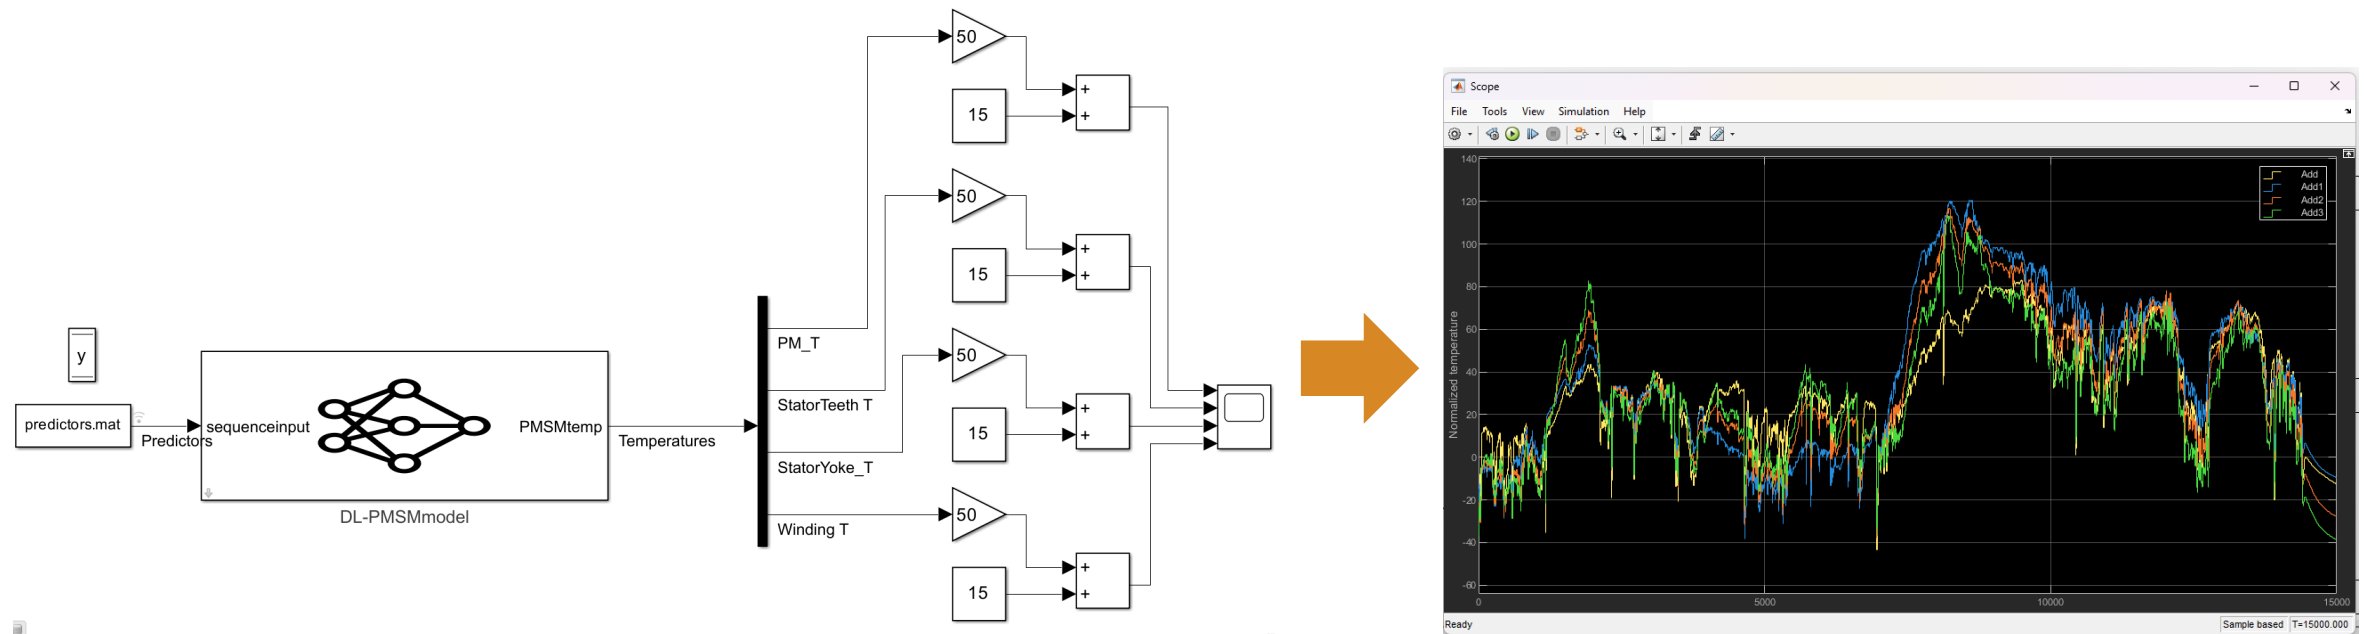 50
15
+
+
50
15
+
+
50
15
+
+
50
15
+
+
y
predictors.mat
Predictors
sequenceinput
PMSMtemp
DL-PMSMmodel
Temperatures
PM_T
StatorTeeth T
StatorYoke_T
Winding T
Scope
File Tools View Simulation Help
Normalized temperature
140
120
100
80
60
40
20
0
-20
-40
-60
0 5000 10000 15000
Add
Add1
Add2
Add3
Ready
Sample based T=15000.000